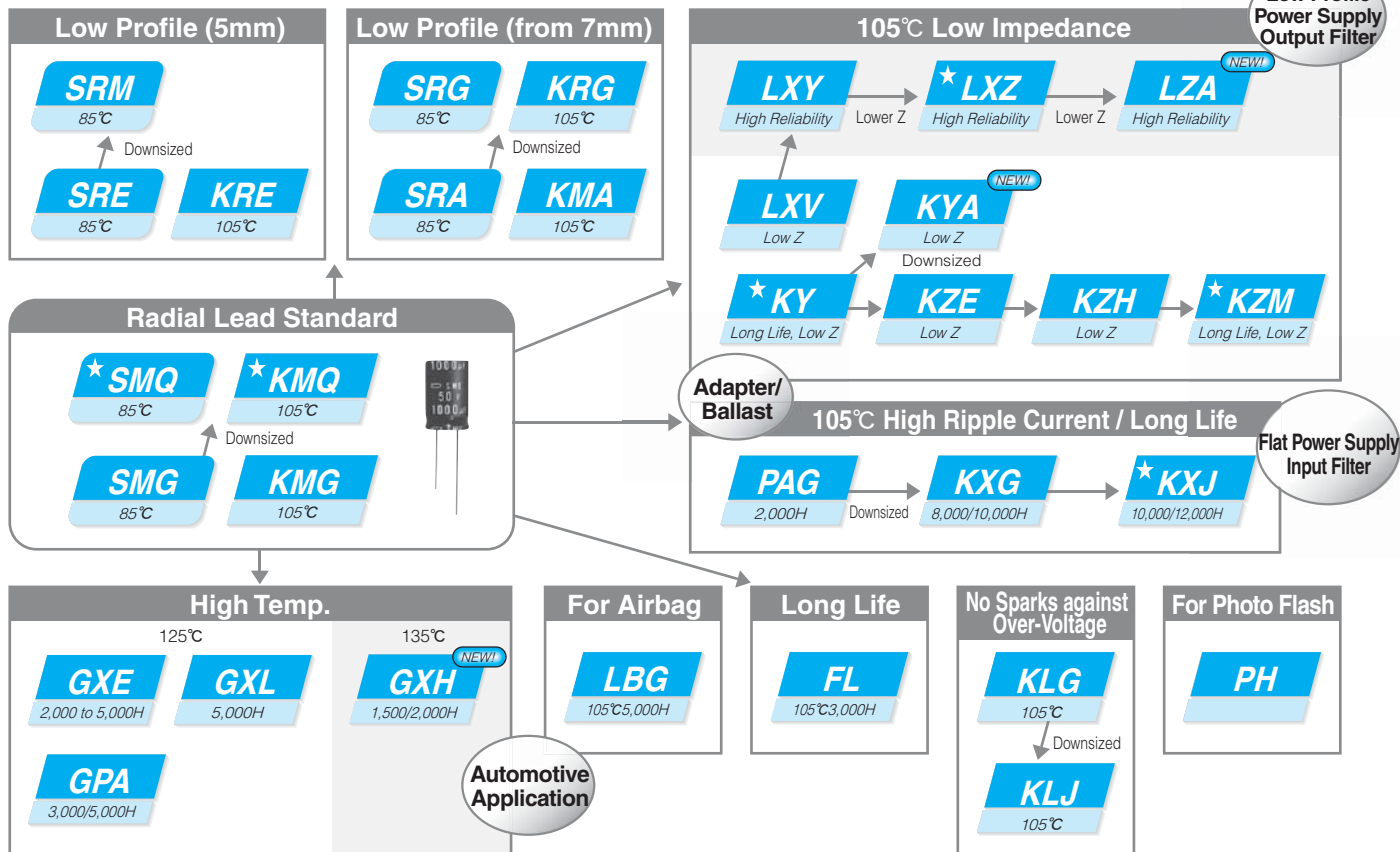 Low Profile (5mm)
SRM
85℃
Downsized
SRE
85℃
KRE
105℃
Low Profile (from 7mm)
SRG
85℃
KRG
105℃
Downsized
SRA
85℃
KMA
105℃
105℃ Low Impedance
Power Supply
Output Filter
LXY
High Reliability
Lower Z
★LXZ
High Reliability
Lower Z
NEW!
LZA
High Reliability
LXV
Low Z
NEW!
KYA
Low Z
Downsized
★KY
Long Life, Low Z
KZE
Low Z
KZH
Low Z
★KZM
Long Life, Low Z
Radial Lead Standard
★SMQ
85℃
★KMQ
105℃
Downsized
SMG
85℃
KMG
105℃
50 v
Adapter/
Ballast
105℃ High Ripple Current / Long Life
Flat Power Supply
Input Filter
PAG
2,000H
Downsized
KXG
8,000/10,000H
★KXJ
10,000/12,000H
High Temp.
125℃
135℃
GXE
2,000 to 5,000H
GXL
5,000H
NEW!
GXH
1,500/2,000H
GPA
3,000/5,000H
Automotive
Application
For Airbag
LBG
105℃5,000H
Long Life
FL
105℃3,000H
No Sparks against
Over-Voltage
KLG
105℃
Downsized
KLJ
105℃
For Photo Flash
PH